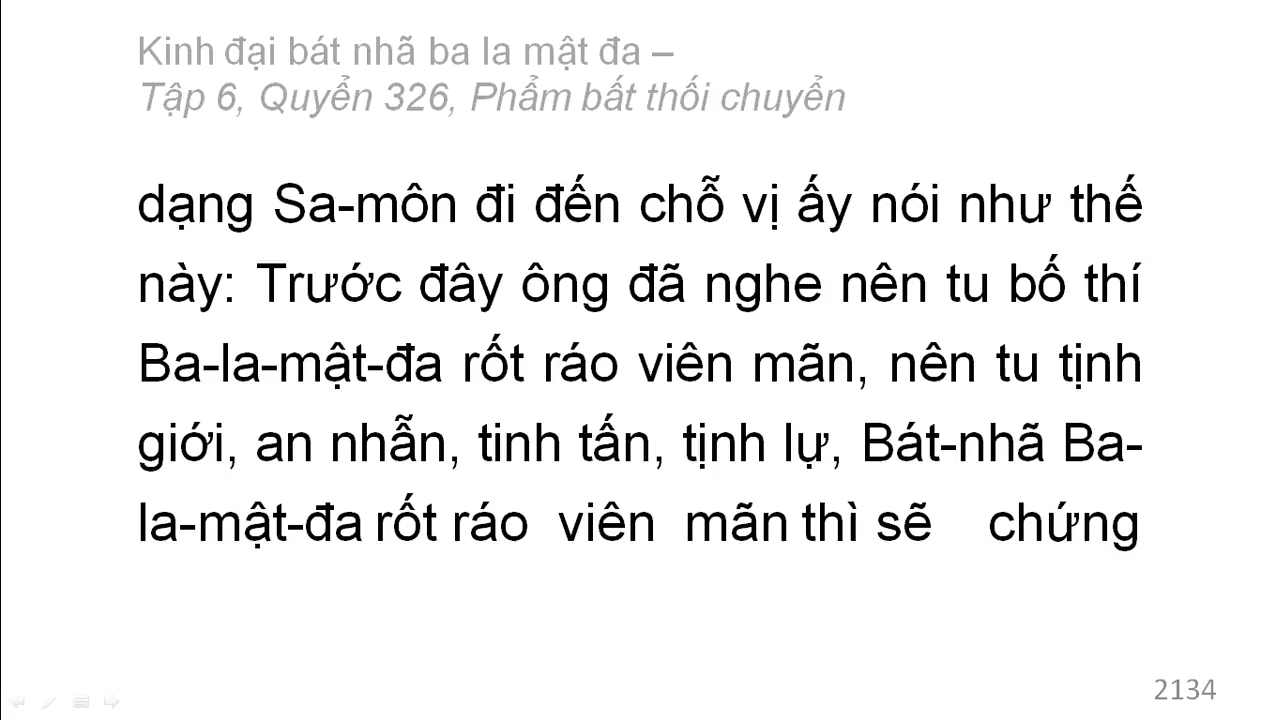 Kinh đại bát nhã ba la mật đa –
Tập 6, Quyển 326, Phẩm bất thối chuyển
dạng Sa-môn đi đến chỗ vị ấy nói như thế
này: Trước đây ông đã nghe nên tu bố thí
Ba-la-mật-đa rốt ráo viên mãn, nên tu tịnh
giới, an nhẫn, tinh tấn, tịnh lự, Bát-nhã Ba-
la-mật-đa rốt ráo viên mãn thì sẽ chứng
2134